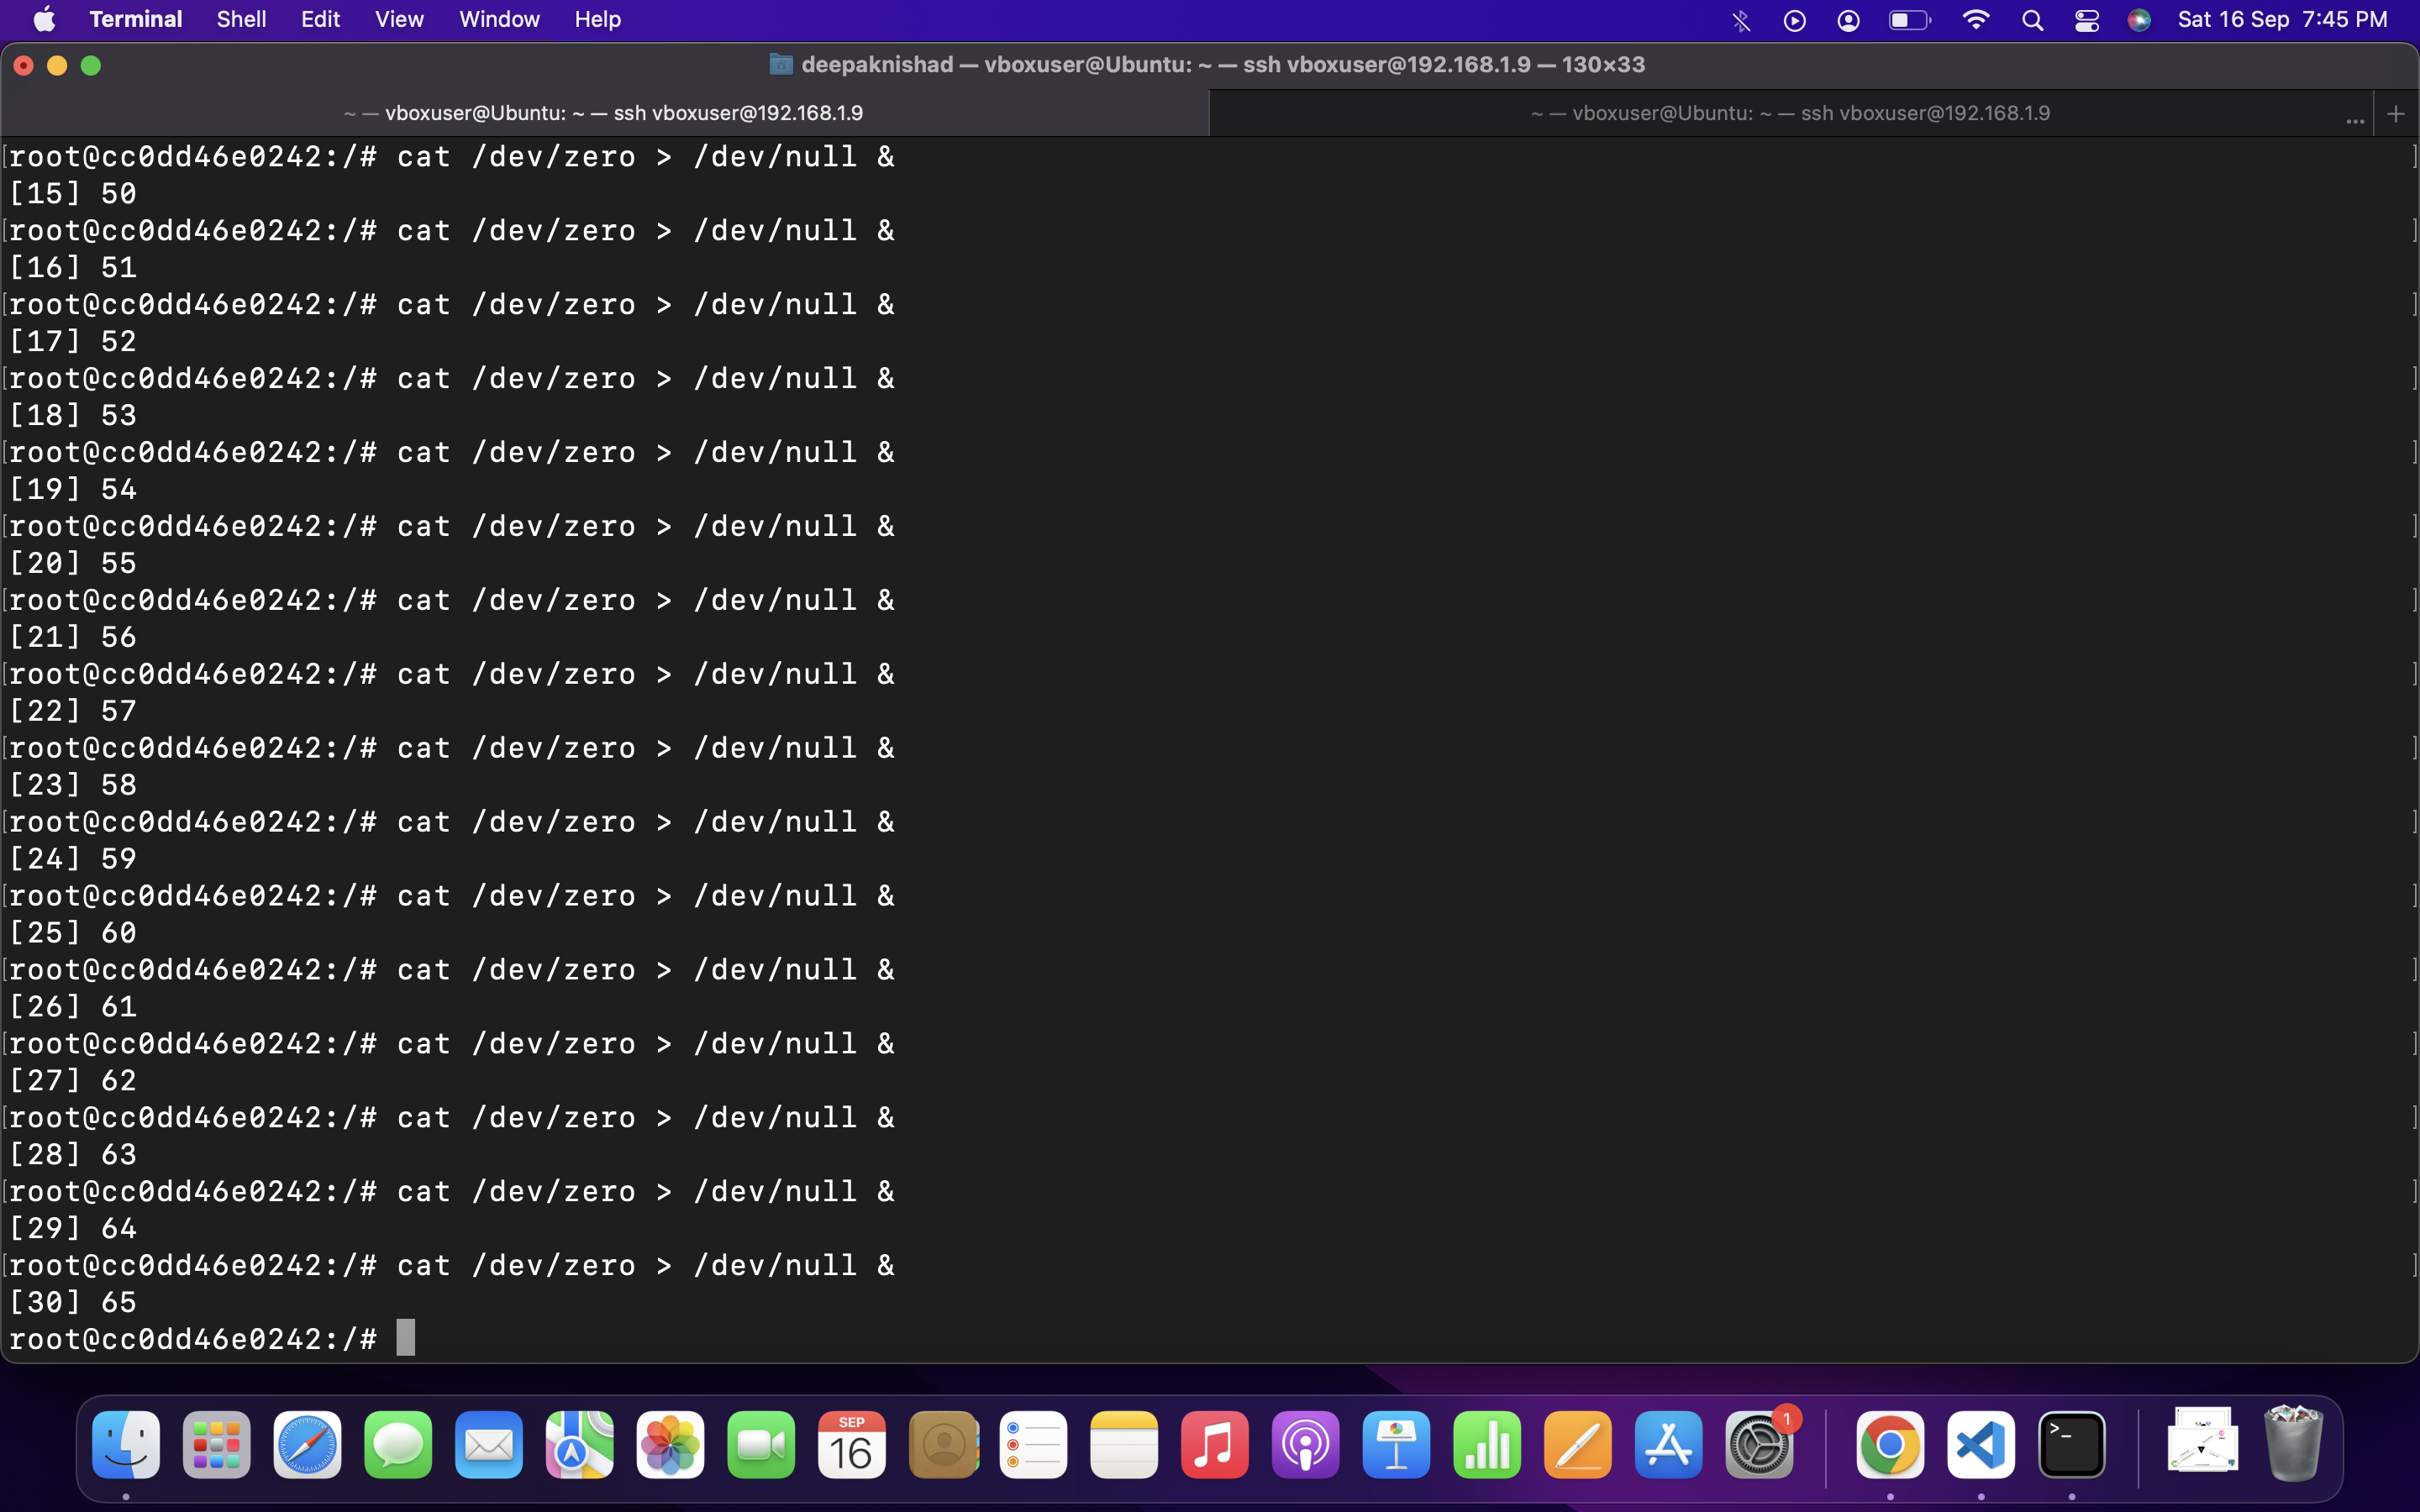 Terminal Shell Edit View Window Help Sat 16 Sep 7:45 PM
deepaknishad — vboxuser@Ubuntu: ~ — ssh vboxuser@192.168.1.9 — 130×33
~ — vboxuser@Ubuntu: ~ — ssh vboxuser@192.168.1.9 ~ — vboxuser@Ubuntu: ~ — ssh vboxuser@192.168.1.9 ... +
[root@cc0dd46e0242:/# cat /dev/zero > /dev/null & ]
[15] 50
[root@cc0dd46e0242:/# cat /dev/zero > /dev/null & ]
[16] 51
[root@cc0dd46e0242:/# cat /dev/zero > /dev/null & ]
[17] 52
[root@cc0dd46e0242:/# cat /dev/zero > /dev/null & ]
[18] 53
[root@cc0dd46e0242:/# cat /dev/zero > /dev/null & ]
[19] 54
[root@cc0dd46e0242:/# cat /dev/zero > /dev/null & ]
[20] 55
[root@cc0dd46e0242:/# cat /dev/zero > /dev/null & ]
[21] 56
[root@cc0dd46e0242:/# cat /dev/zero > /dev/null & ]
[22] 57
[root@cc0dd46e0242:/# cat /dev/zero > /dev/null & ]
[23] 58
[root@cc0dd46e0242:/# cat /dev/zero > /dev/null & ]
[24] 59
[root@cc0dd46e0242:/# cat /dev/zero > /dev/null & ]
[25] 60
[root@cc0dd46e0242:/# cat /dev/zero > /dev/null & ]
[26] 61
[root@cc0dd46e0242:/# cat /dev/zero > /dev/null & ]
[27] 62
[root@cc0dd46e0242:/# cat /dev/zero > /dev/null & ]
[28] 63
[root@cc0dd46e0242:/# cat /dev/zero > /dev/null & ]
[29] 64
[root@cc0dd46e0242:/# cat /dev/zero > /dev/null & ]
[30] 65
root@cc0dd46e0242:/#
SEP
16
1
>_